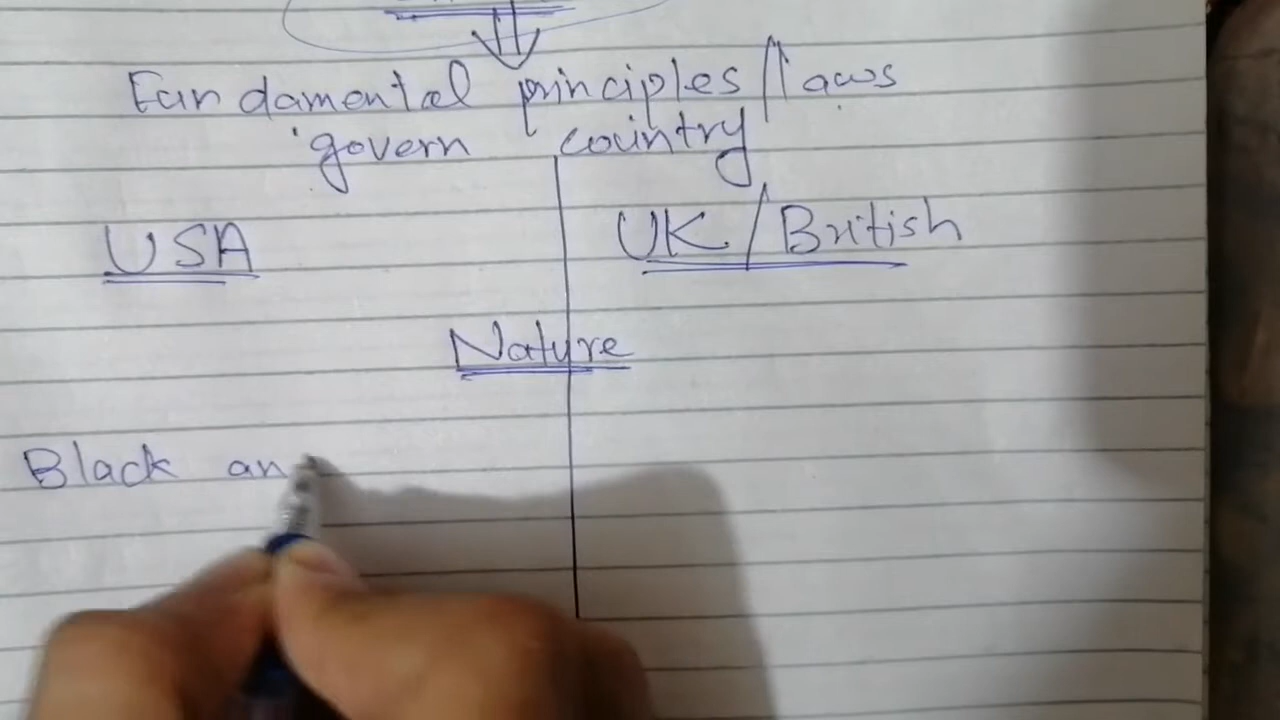 Fundamental principles/laws
govern country
USA
UK/British
Nature
Black an